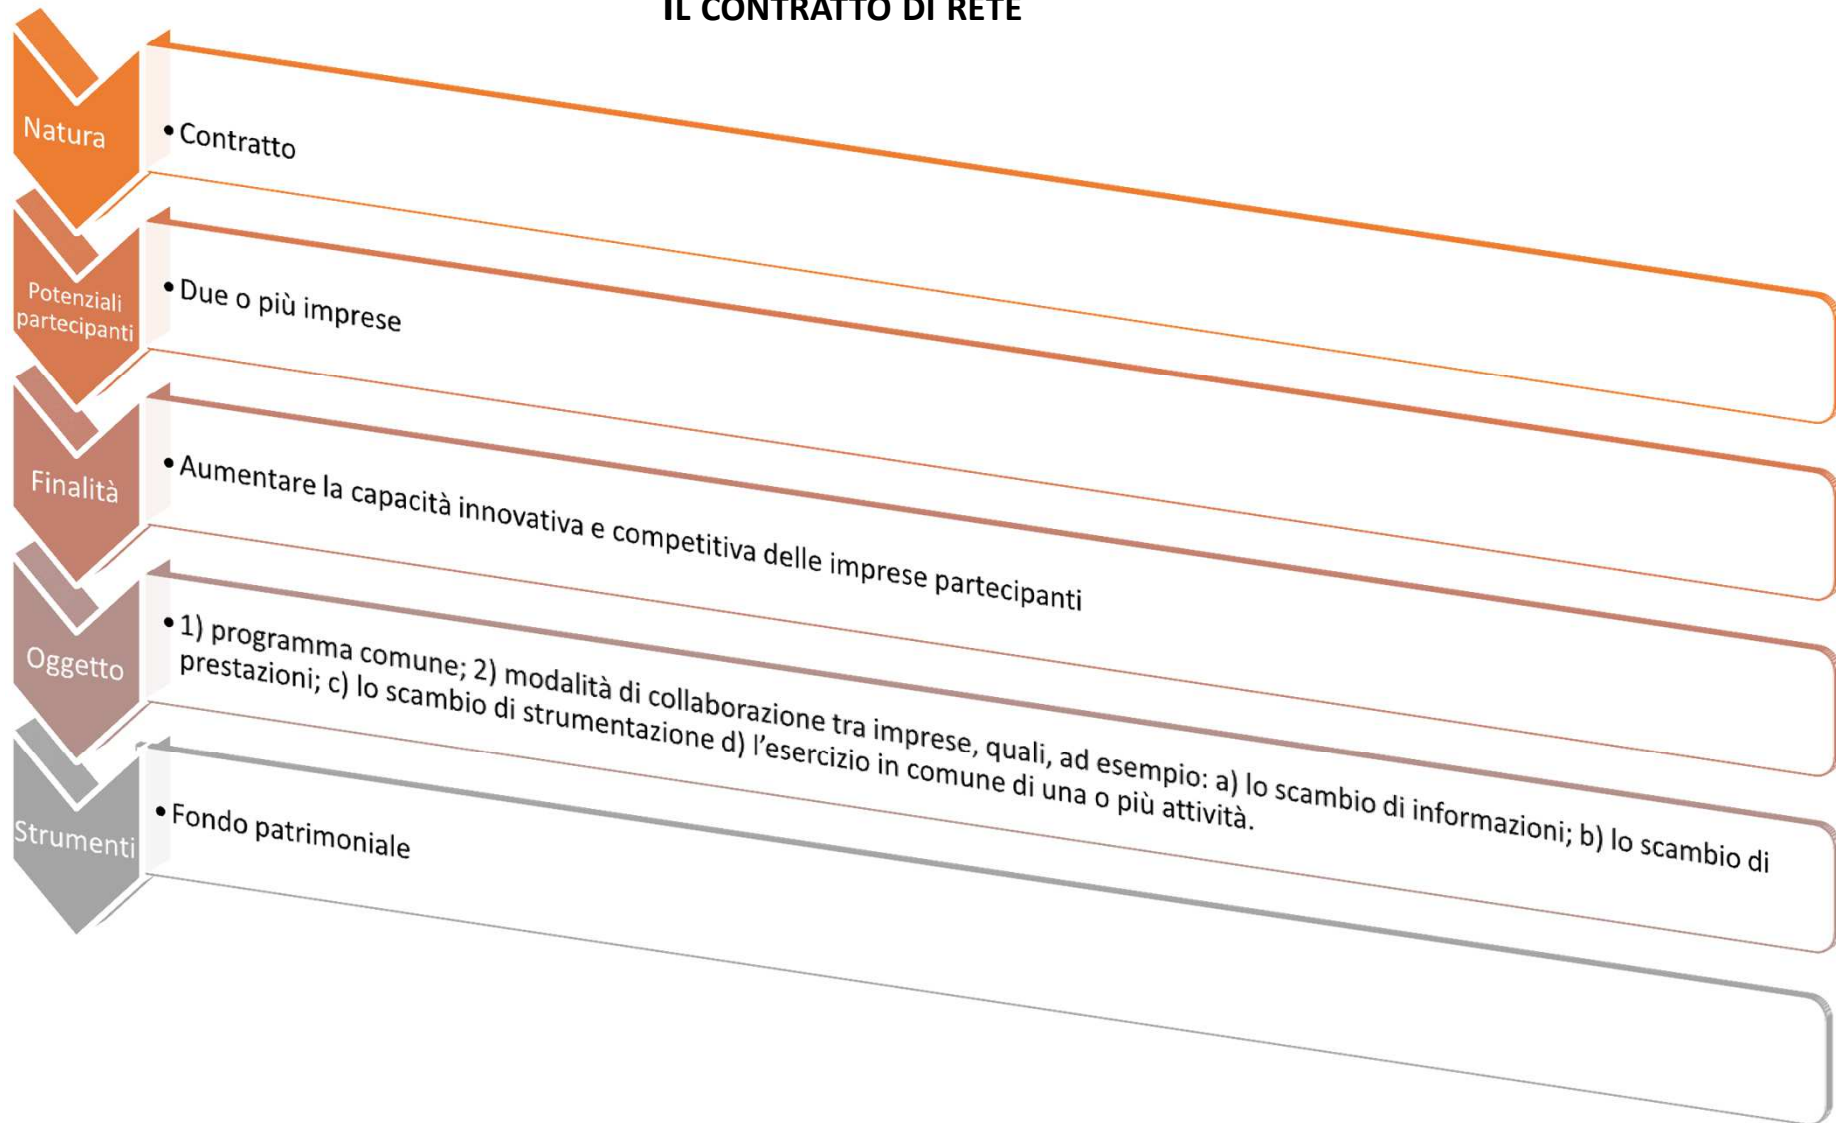 IL CONTRATTO DI RETE
Natura
• Contratto
Potenziali
partecipanti
• Due o più imprese
Finalità
• Aumentare la capacità innovativa e competitiva delle imprese partecipanti
Oggetto
• 1) programma comune; 2) modalità di collaborazione tra imprese, quali, ad esempio: a) lo scambio di informazioni; b) lo scambio di
prestazioni; c) lo scambio di strumentazione d) l’esercizio in comune di una o più attività.
Strumenti
• Fondo patrimoniale